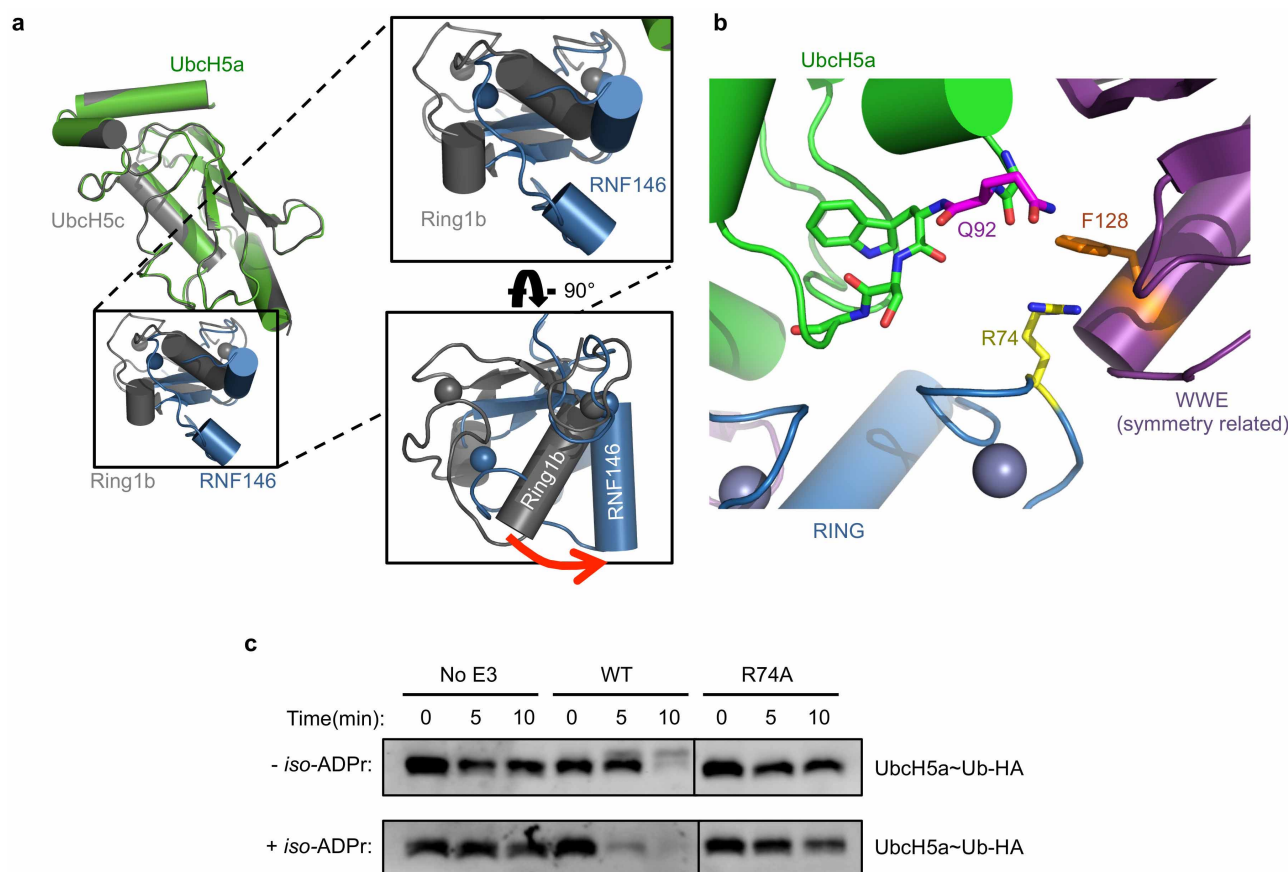 a
UbcH5a
UbcH5c
Ring1b
RNF146
Ring1b
RNF146
90°
Ring1b
RNF146
b
UbcH5a
Q92
F128
R74
WWE
(symmetry related)
RING
c
No E3 WT R74A
Time(min): 0 5 10 0 5 10 0 5 10
- iso-ADPr: UbcH5a~Ub-HA
+ iso-ADPr: UbcH5a~Ub-HA